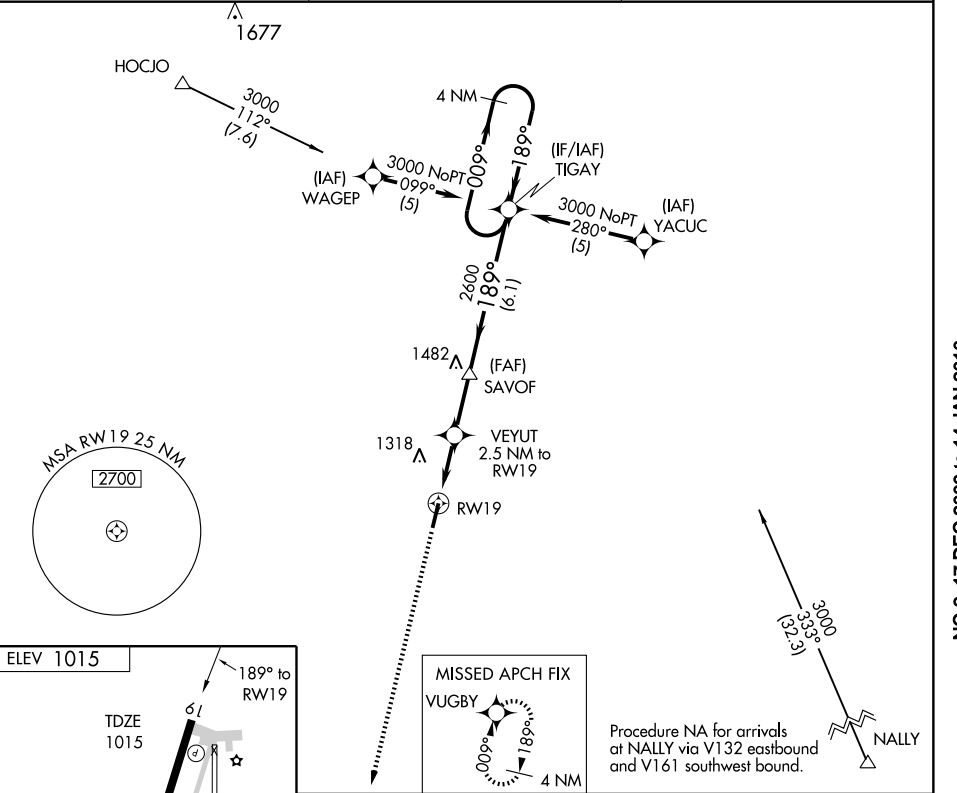 1677
HOCJO
3000
112°
(7.6)
4 NM
009°
189°
(IF/IAF)
TIGAY
(IAF)
WAGEP
3000 NoPT
099°
(5)
3000 NoPT
280°
(5)
(IAF)
YACUC
2600
189°
(6.1)
1482
(FAF)
SAVOF
1318
VEYUT
2.5 NM to
RW19
RW19
MSA RW19 25 NM
2700
3000
333°
(32.3)
NALLY
Procedure NA for arrivals
at NALLY via V132 eastbound
and V161 southwest bound.
MISSED APCH FIX
VUGBY
009°
189°
4 NM
ELEV 1015
189° to
RW19
19
TDZE
1015
P
X